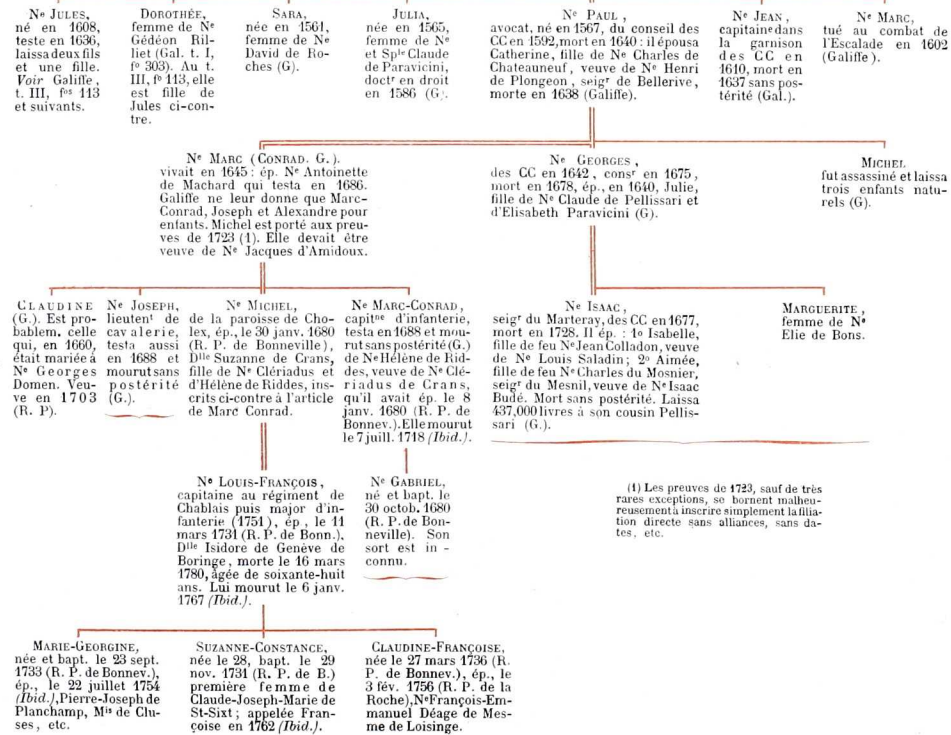 Nᵉ JULES,
né en 1608,
teste en 1636,
laissa deux fils
et une fille.
Voir Galiffe,
t. III, fᵒˢ 113
et suivants.
DOROTHÉE,
femme de Nᵉ
Gédéon Ril-
liet (Gal. t. I,
fᵒ 303). Au t.
III, fᵒ 113, elle
est fille de
Jules ci-con-
tre.
SARA,
née en 1561,
femme de Nᵉ
David de Ro-
ches (G).
JULIA,
née en 1565,
femme de Nᵉ
et Spˡᵉ Claude
de Paravicini,
doctʳ en droit
en 1586 (G.
Nᵉ PAUL,
avocat, né en 1567, du conseil des
CC en 1592, mort en 1640 : il épousa
Catherine, fille de Nᵉ Charles de
Chateauneuf, veuve de Nᵉ Henri
de Plongeon, seigʳ de Bellerive,
morte en 1638 (Galiffe).
Nᵉ JEAN,
capitaine dans
la garnison
des CC en
1610, mort en
1637 sans pos-
térité (Gal.).
Nᵉ MARC,
tué au combat de
l'Escalade en 1602
(Galiffe).
Nᵉ MARC (CONRAD. G.).
vivait en 1645 : ép. Nᵉ Antoinette
de Machard qui testa en 1686.
Galiffe ne leur donne que Marc-
Conrad, Joseph et Alexandre pour
enfants. Michel est porté aux preu-
ves de 1723 (1). Elle devait être
veuve de Nᵉ Jacques d'Amidoux.
Nᵉ GEORGES,
des CC en 1642, consʳ en 1675,
mort en 1678, ép., en 1640, Julie,
fille de Nᵉ Claude de Pellissari et
d'Elisabeth Paravicini (G).
MICHEL
fut assassiné et laissa
trois enfants natu-
rels (G).
CLAUDINE
(G.). Est pro-
bablem. celle
qui, en 1660,
était mariée à
Nᵉ Georges
Domen. Veu-
ve en 1703
(R. P).
Nᵉ JOSEPH,
lieutenᵗ de
cavalerie,
testa aussi
en 1688 et
mourut sans
postérité
(G.).
Nᵉ MICHEL,
de la paroisse de Cho-
lex, ép., le 30 janv. 1680
(R. P. de Bonneville),
Dˡˡᵉ Suzanne de Crans,
fille de Nᵉ Clériadus et
d'Hélène de Riddes, ins-
crits ci-contre à l'article
de Marc Conrad.
Nᵉ MARC-CONRAD,
capitⁿᵉ d'infanterie,
testa en 1688 et mou-
rut sans postérité (G.)
de Nᵉ Hélène de Rid-
des, veuve de Nᵉ Clé-
riadus de Crans,
qu'il avait ép. le 8
janv. 1680 (R. P. de
Bonnev.). Elle mourut
le 7 juill. 1718 (Ibid.).
Nᵉ ISAAC,
seigʳ du Marteray, des CC en 1677,
mort en 1728. Il ép. : 1o Isabelle,
fille de feu Nᵉ Jean Colladon, veuve
de Nᵉ Louis Saladin ; 2o Aimée,
fille de feu Nᵉ Charles du Mosnier,
seigʳ du Mesnil, veuve de Nᵉ Isaac
Budé. Mort sans postérité. Laissa
437,000 livres à son cousin Pellis-
sari (G.).
MARGUERITE,
femme de Nᵉ
Elie de Bons.
Nᵉ LOUIS-FRANÇOIS,
capitaine au régiment de
Chablais puis major d'in-
fanterie (1751), ép., le 11
mars 1731 (R. P. de Bonn.).
Dˡˡᵉ Isidore de Genève de
Boringe, morte le 16 mars
1780, âgée de soixante-huit
ans. Lui mourut le 6 janv.
1767 (Ibid.).
Nᵉ GABRIEL,
né et bapt. le
30 octob. 1680
(R. P. de Bon-
neville). Son
sort est in-
connu.
(1) Les preuves de 1723, sauf de très
rares exceptions, se bornent malheu-
reusement à inscrire simplement la filia-
tion directe sans alliances, sans da-
tes, etc.
MARIE-GEORGINE,
née et bapt. le 23 sept.
1733 (R. P. de Bonnev.),
ép., le 22 juillet 1754
(Ibid.), Pierre-Joseph de
Planchamp, Mⁱˢ de Clu-
ses, etc.
SUZANNE-CONSTANCE,
née le 28, bapt. le 29
nov. 1731 (R. P. de B.)
première femme de
Claude-Joseph-Marie de
St-Sixt ; appelée Fran-
çoise en 1762 (Ibid.).
CLAUDINE-FRANÇOISE,
née le 27 mars 1736 (R.
P. de Bonnev.), ép., le
3 fév. 1756 (R. P. de la
Roche), Nᵉ François-Em-
manuel Déage de Mes-
me de Loisinge.